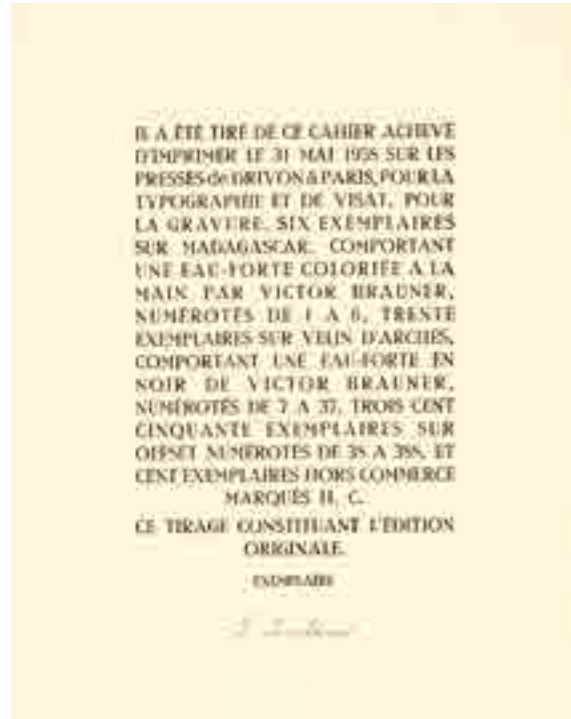 IL A ÉTÉ TIRÉ DE CE CAHIER ACHEVÉ
D'IMPRIMER LE 31 MAI 1938 SUR LES
PRESSES de GRIVON à PARIS, POUR LA
TYPOGRAPHIE ET DE VISAT, POUR
LA GRAVURE, SIX EXEMPLAIRES
SUR MADAGASCAR, COMPORTANT
UNE EAU-FORTE COLORIÉE A LA
MAIN PAR VICTOR BRAUNER,
NUMÉROTÉS DE 1 A 6, TRENTE
EXEMPLAIRES SUR VELIN D'ARCHES,
COMPORTANT UNE EAU-FORTE EN
NOIR DE VICTOR BRAUNER,
NUMÉROTÉS DE 7 A 37, TROIS CENT
CINQUANTE EXEMPLAIRES SUR
OFFSET NUMÉROTÉS DE 38 A 388, ET
CENT EXEMPLAIRES HORS COMMERCE
MARQUÉS H. C.
CE TIRAGE CONSTITUANT L'ÉDITION
ORIGINALE.
EXEMPLAIRE